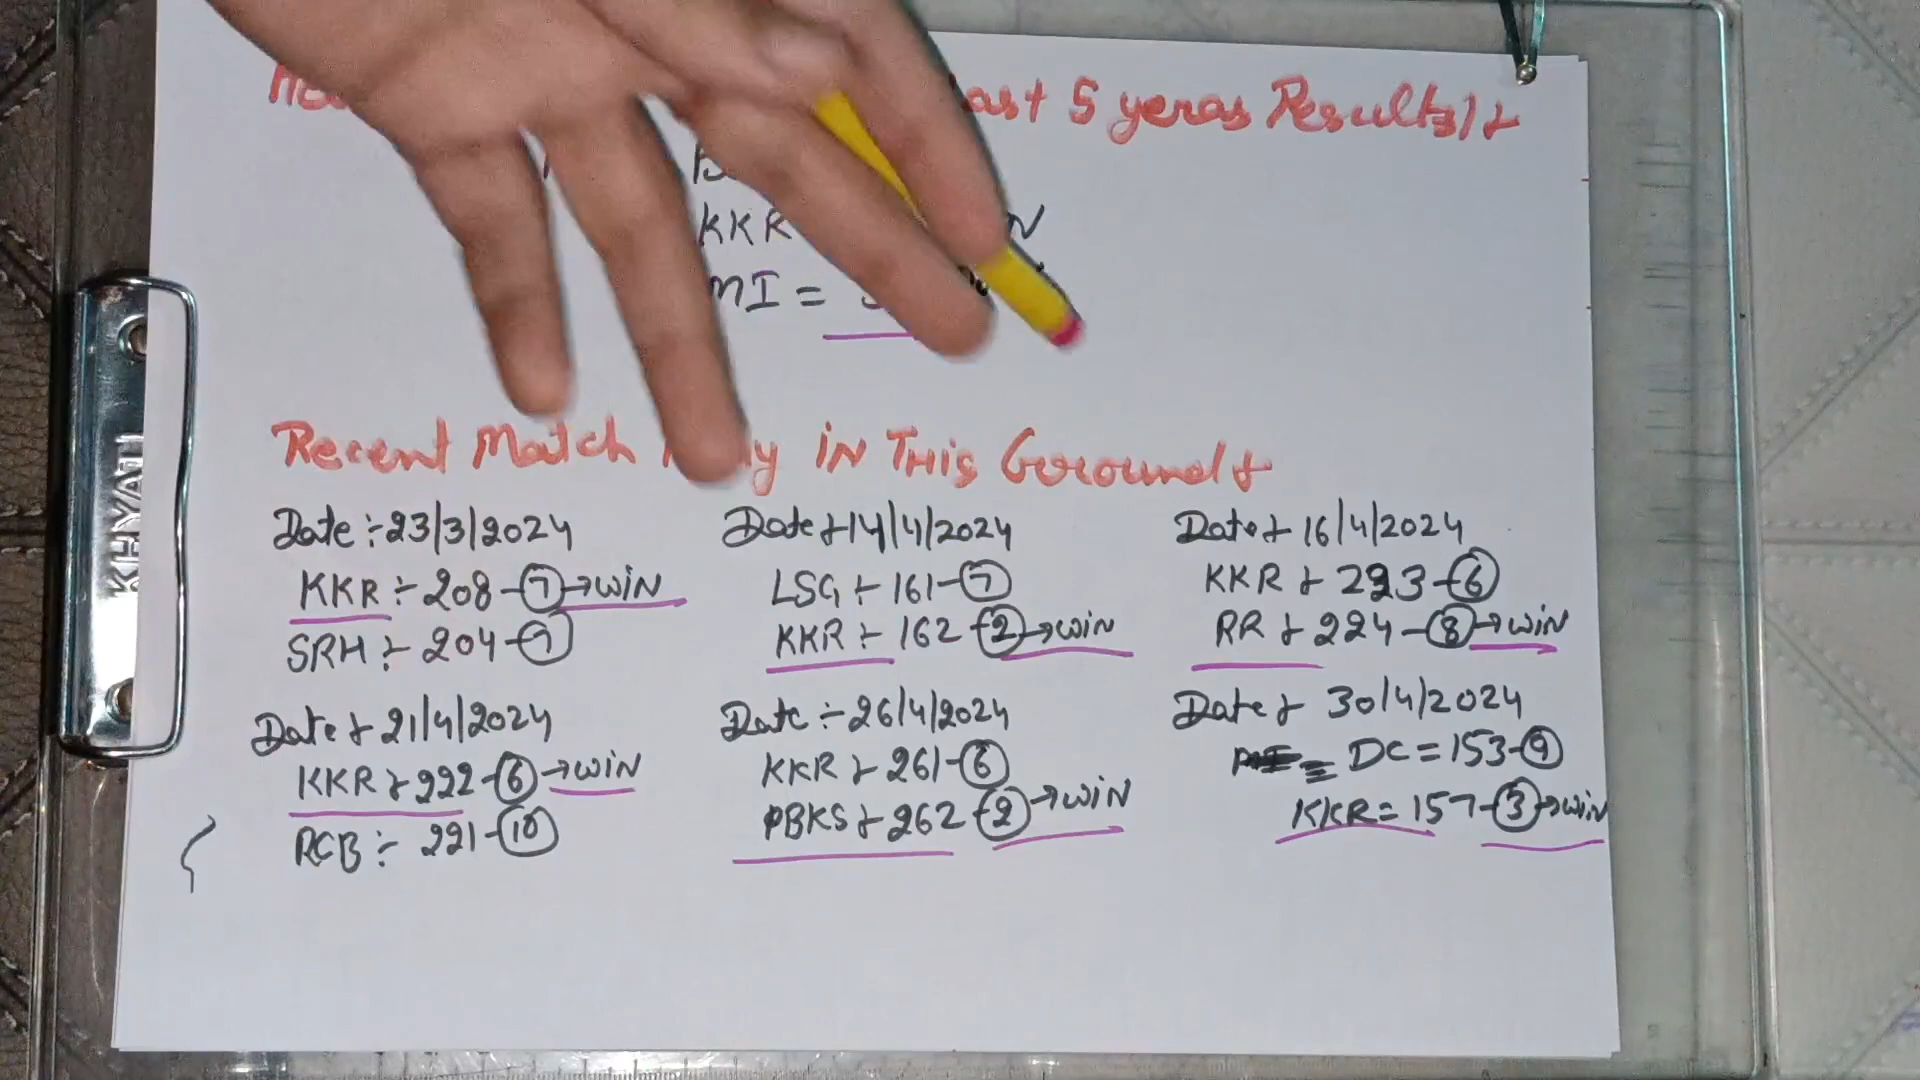 ast 5 yeras Results)÷
KKR
MI =
Recent Match in THis Geround ÷
Date :- 23/3/2024
KKR :- 208-7→WIN
SRH :- 204-7
Date :- 14/4/2024
LSG :- 161-7
KKR :- 162-2→WIN
Date :- 16/4/2024
KKR :- 223-6
RR :- 224-8→WIN
Date :- 21/4/2024
KKR :- 222-6→WIN
RCB :- 221-10
Date :- 26/4/2024
KKR :- 261-6
PBKS :- 262-2→WIN
Date :- 30/4/2024
DC = 153-9
KKR = 157-3→WIN
KHYATI